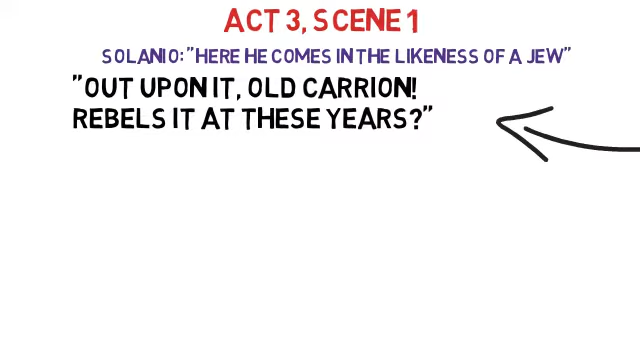 ACT 3, SCENE 1
SOLANIO: "HERE HE COMES IN THE LIKENESS OF A JEW"
"OUT UPON IT, OLD CARRION!
REBELS IT AT THESE YEARS?"